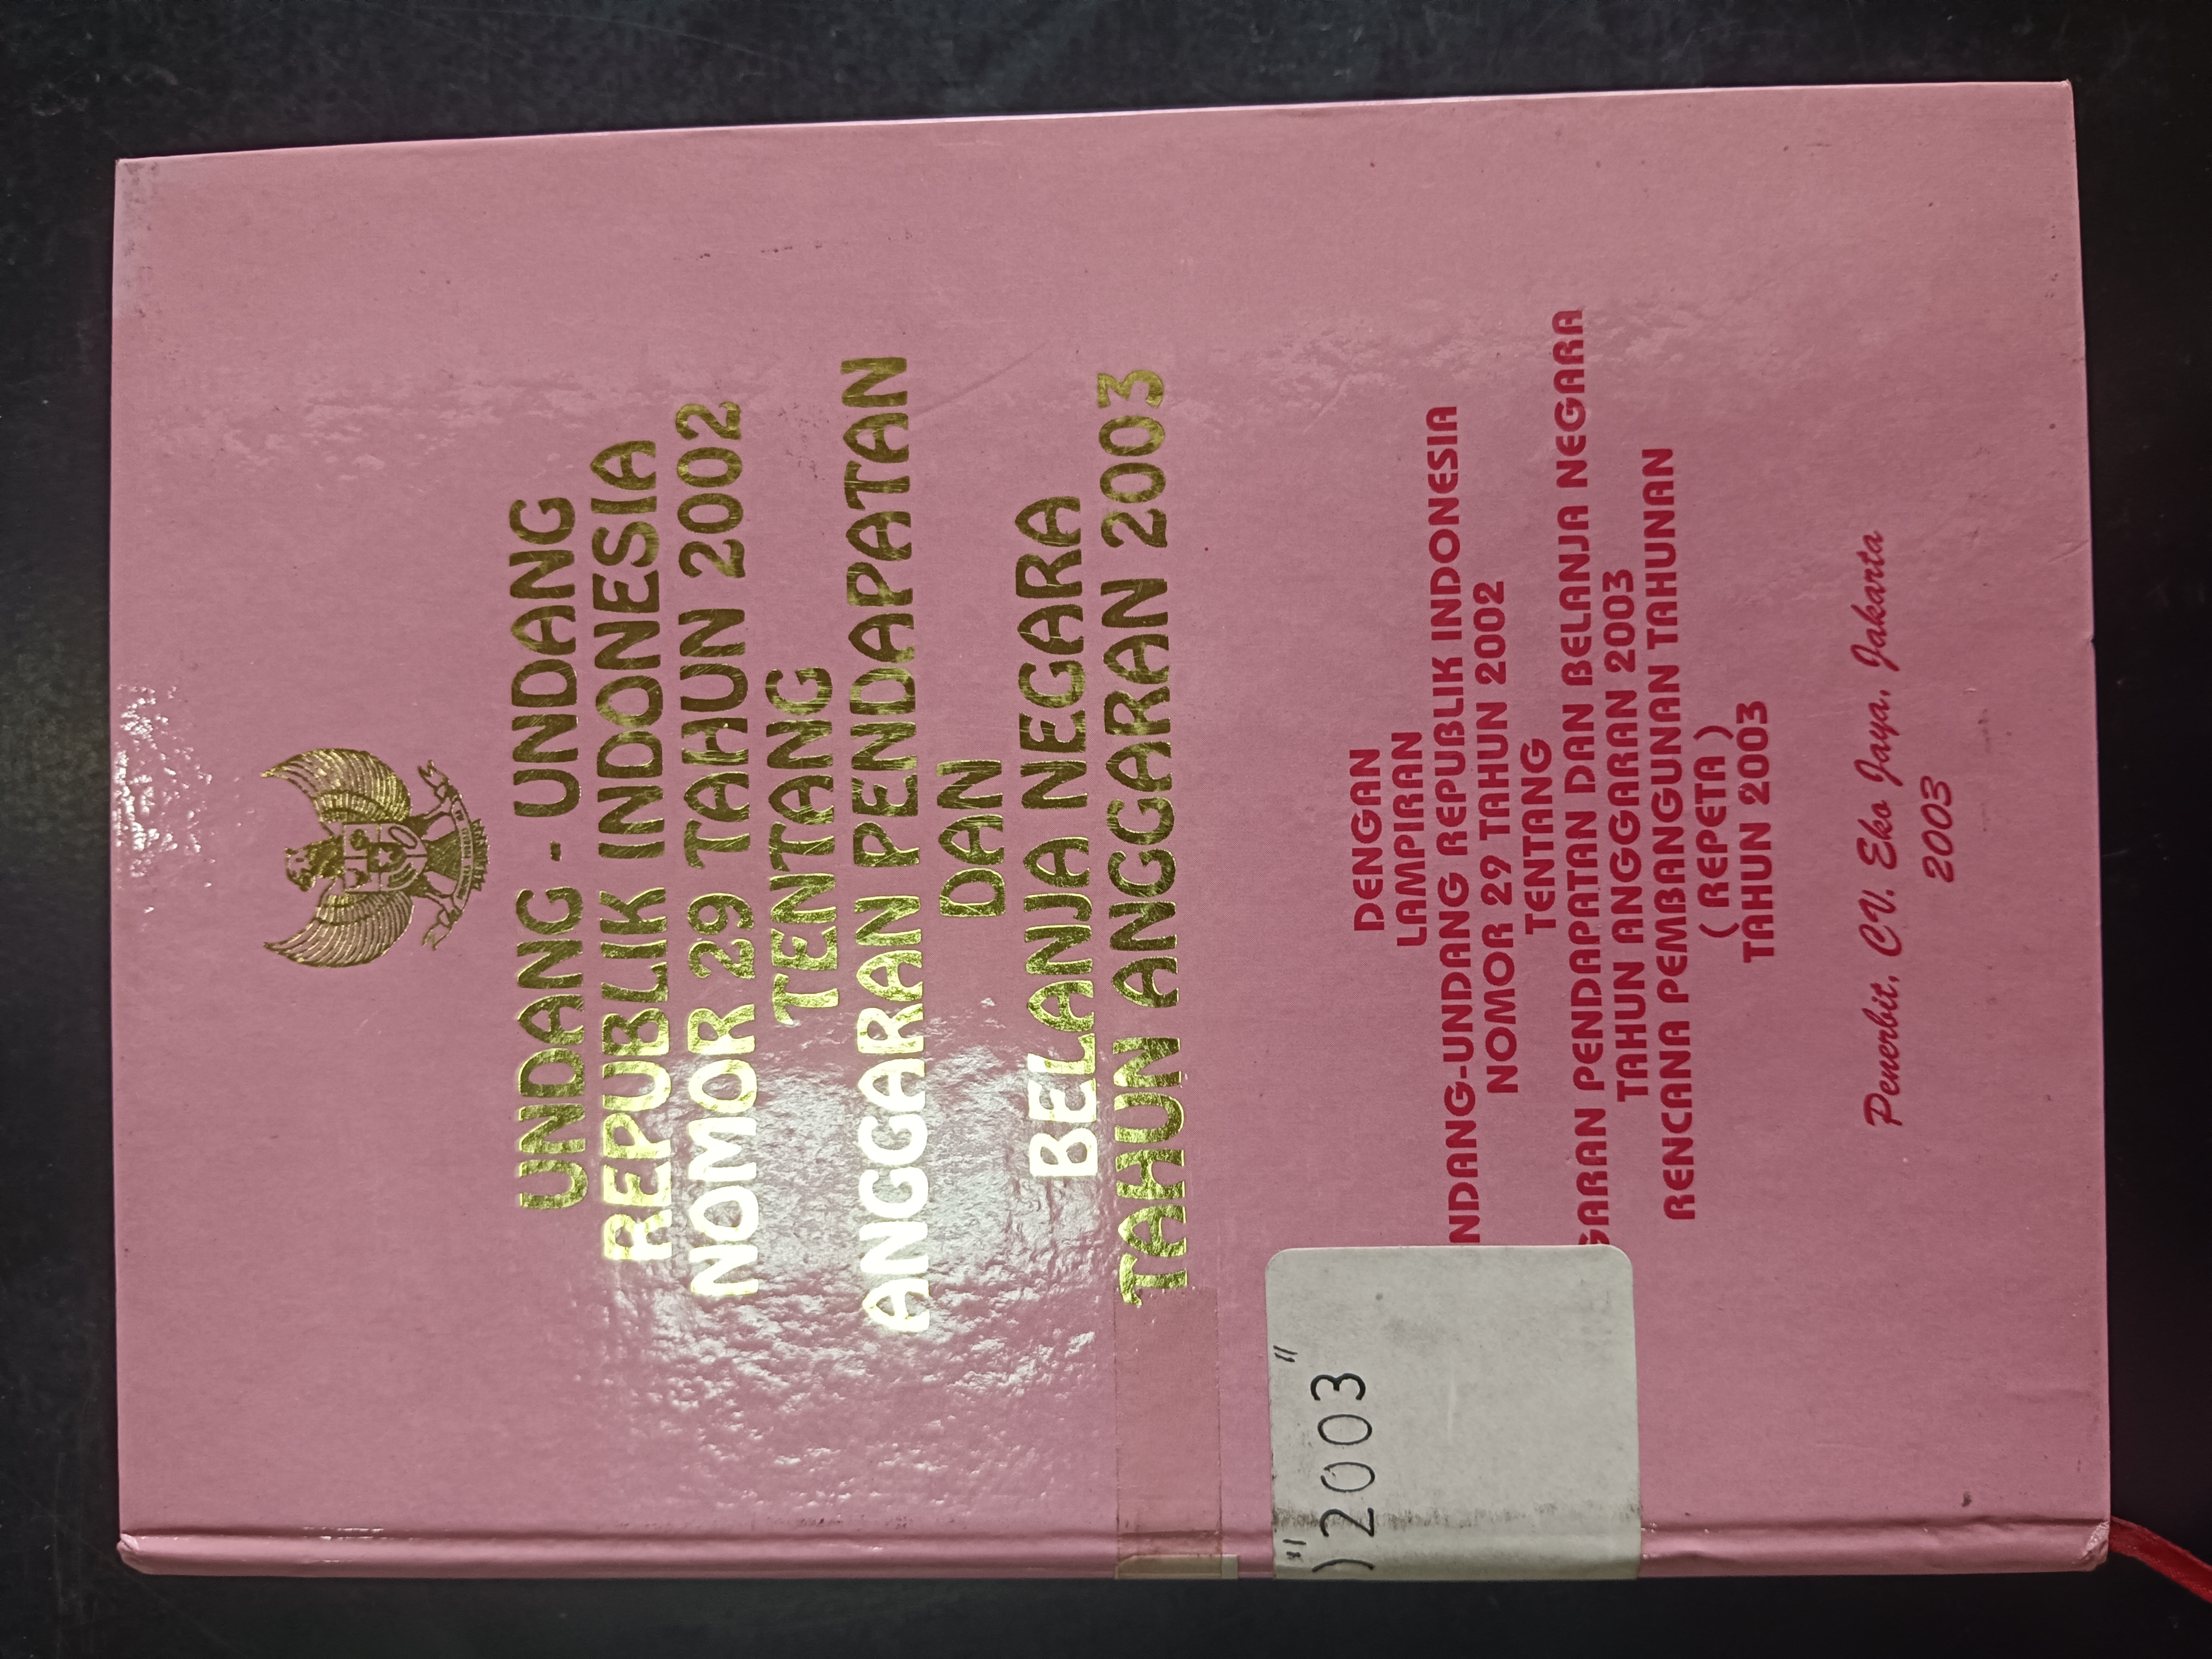 UNDANG - UNDANG
REPUBLIK INDONESIA
NOMOR 29 TAHUN 2002
TENTANG
ANGGARAN PENDAPATAN
DAN
BELANJA NEGARA
TAHUN ANGGARAN 2003
DENGAN
LAMPIRAN
NDANG-UNDANG REPUBLIK INDONESIA
NOMOR 29 TAHUN 2002
TENTANG
GARAN PENDAPATAN DAN BELANJA NEGARA
TAHUN ANGGARAN 2003
RENCANA PEMBANGUNAN TAHUNAN
( REPETA )
TAHUN 2003
Penerbit. CV. Eko Jaya. Jakarta
2003
)"2003"